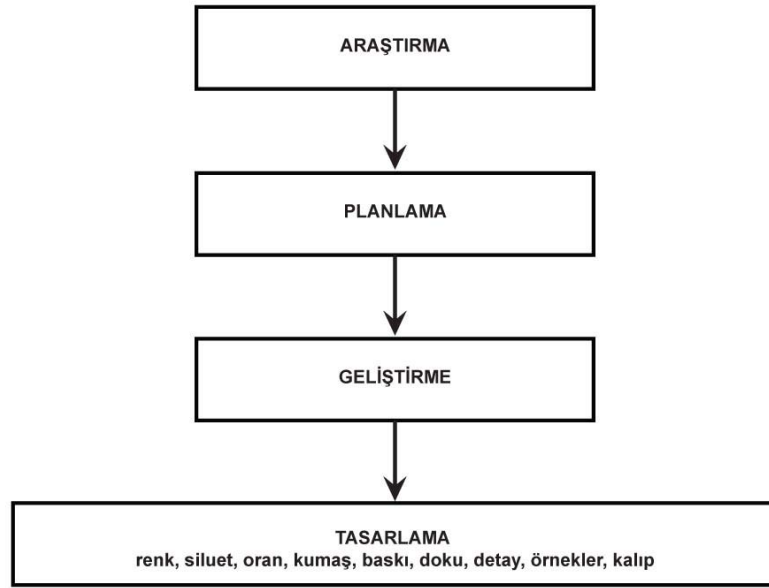 ARAŞTIRMA
PLANLAMA
GELİŞTİRME
TASARLAMA
renk, siluet, oran, kumaş, baskı, doku, detay, örnekler, kalıp